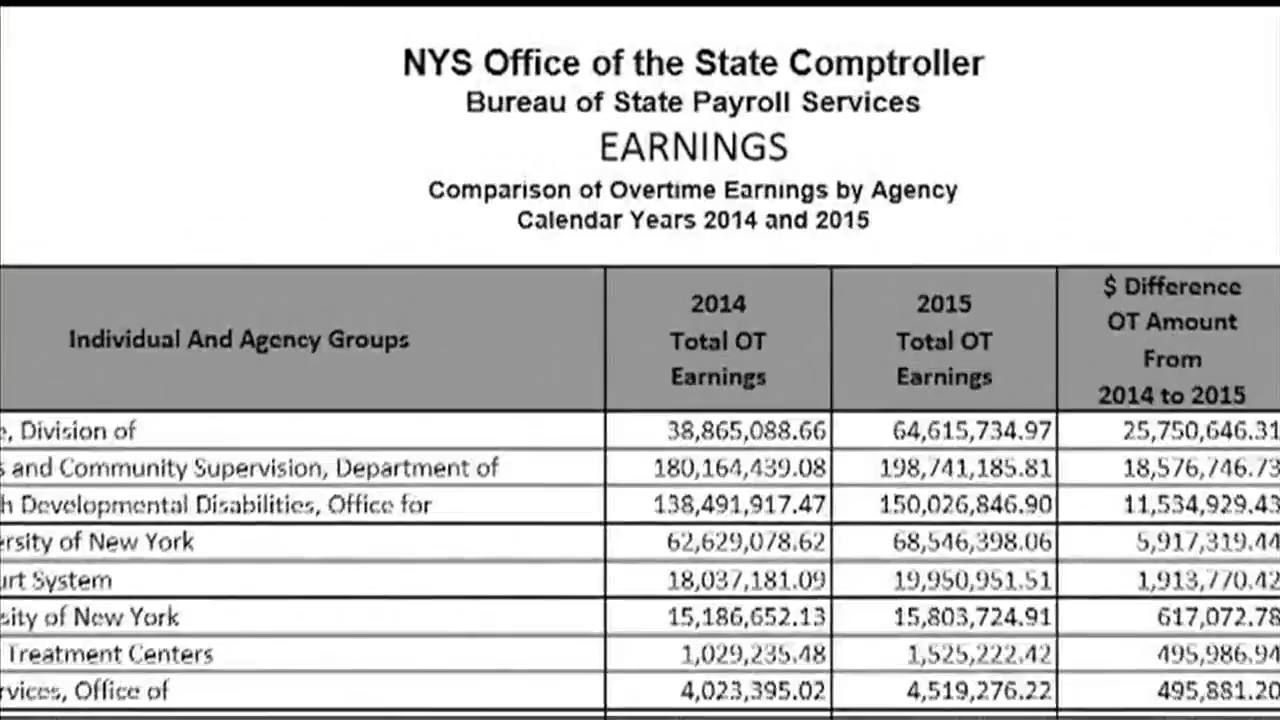 NYS Office of the State Comptroller
Bureau of State Payroll Services
EARNINGS
Comparison of Overtime Earnings by Agency
Calendar Years 2014 and 2015
Individual And Agency Groups
2014
Total OT
Earnings
2015
Total OT
Earnings
$ Difference
OT Amount
From
2014 to 2015
e, Division of 38,865,088.66 64,615,734.97 25,750,646.31
s and Community Supervision, Department of 180,164,439.08 198,741,185.81 18,576,746.73
h Developmental Disabilities, Office for 138,491,917.47 150,026,846.90 11,534,929.43
ersity of New York 62,629,078.62 68,546,398.06 5,917,319.44
urt System 18,037,181.09 19,950,951.51 1,913,770.42
sity of New York 15,186,652.13 15,803,724.91 617,072.78
Treatment Centers 1,029,235.48 1,525,222.42 495,986.94
rvices, Office of 4,023,395.02 4,519,276.22 495,881.20